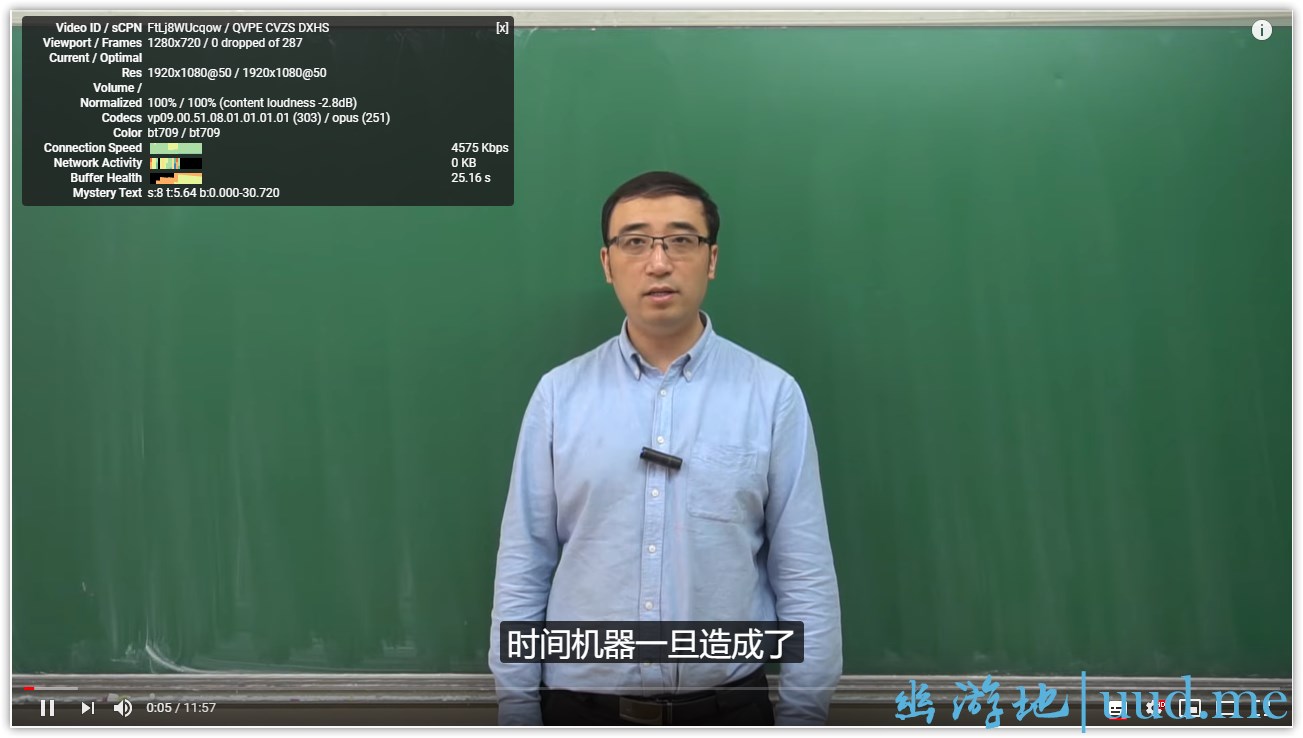 Video ID / sCPN FtLj8WUcqow / QVPE CVZS DXHS [x]
Viewport / Frames 1280x720 / 0 dropped of 287
Current / Optimal
Res 1920x1080@50 / 1920x1080@50
Volume /
Normalized 100% / 100% (content loudness -2.8dB)
Codecs vp09.00.51.08.01.01.01.01 (303) / opus (251)
Color bt709 / bt709
Connection Speed 4575 Kbps
Network Activity 0 KB
Buffer Health 25.16 s
Mystery Text s:8 t:5.64 b:0.000-30.720
时间机器一旦造成了
0:05 / 11:57
幽游地|uud.me